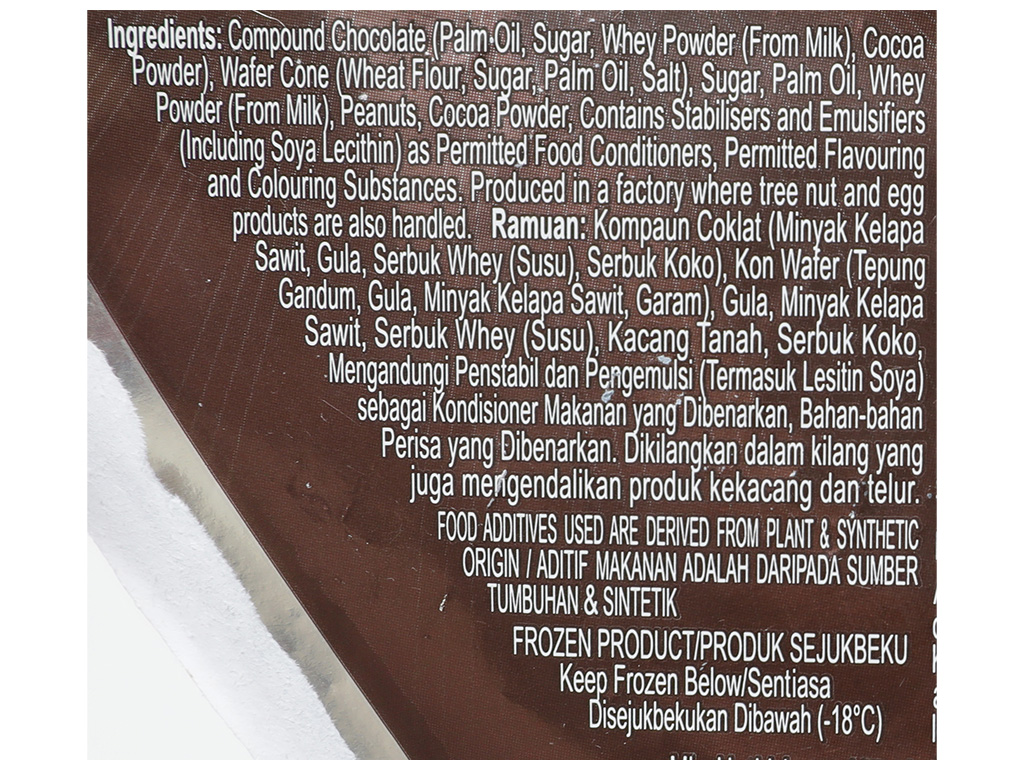 Ingredients: Compound Chocolate (Palm Oil, Sugar, Whey Powder (From Milk), Cocoa
Powder), Wafer Cone (Wheat Flour, Sugar, Palm Oil, Salt), Sugar, Palm Oil, Whey
Powder (From Milk), Peanuts, Cocoa Powder, Contains Stabilisers and Emulsifiers
(Including Soya Lecithin) as Permitted Food Conditioners, Permitted Flavouring
and Colouring Substances. Produced in a factory where tree nut and egg
products are also handled. Ramuan: Kompaun Coklat (Minyak Kelapa
Sawit, Gula, Serbuk Whey (Susu), Serbuk Koko), Kon Wafer (Tepung
Gandum, Gula, Minyak Kelapa Sawit, Garam), Gula, Minyak Kelapa
Sawit, Serbuk Whey (Susu), Kacang Tanah, Serbuk Koko,
Mengandungi Penstabil dan Pengemulsi (Termasuk Lesitin Soya)
sebagai Kondisioner Makanan yang Dibenarkan, Bahan-bahan
Perisa yang Dibenarkan. Dikilangkan dalam kilang yang
juga mengendalikan produk kekacang dan telur.
FOOD ADDITIVES USED ARE DERIVED FROM PLANT & SYNTHETIC
ORIGIN / ADITIF MAKANAN ADALAH DARIPADA SUMBER
TUMBUHAN & SINTETIK
FROZEN PRODUCT/PRODUK SEJUKBEKU
Keep Frozen Below/Sentiasa
Disejukbekukan Dibawah (-18°C)